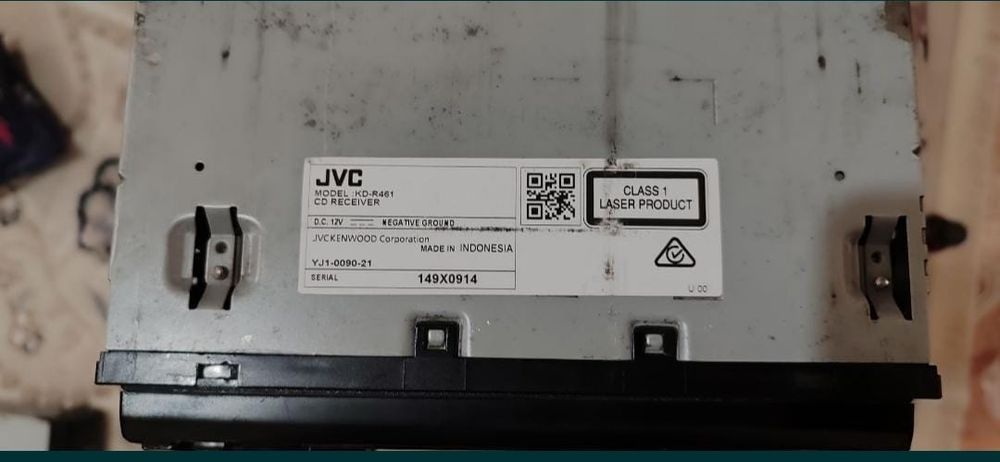 JVC
MODEL :KD-R461
CD RECEIVER
D.C. 12V NEGATIVE GROUND
JVCKENWOOD Corporation
MADE IN INDONESIA
YJ1-0090-21
SERIAL 149X0914
CLASS 1
LASER PRODUCT
U 00